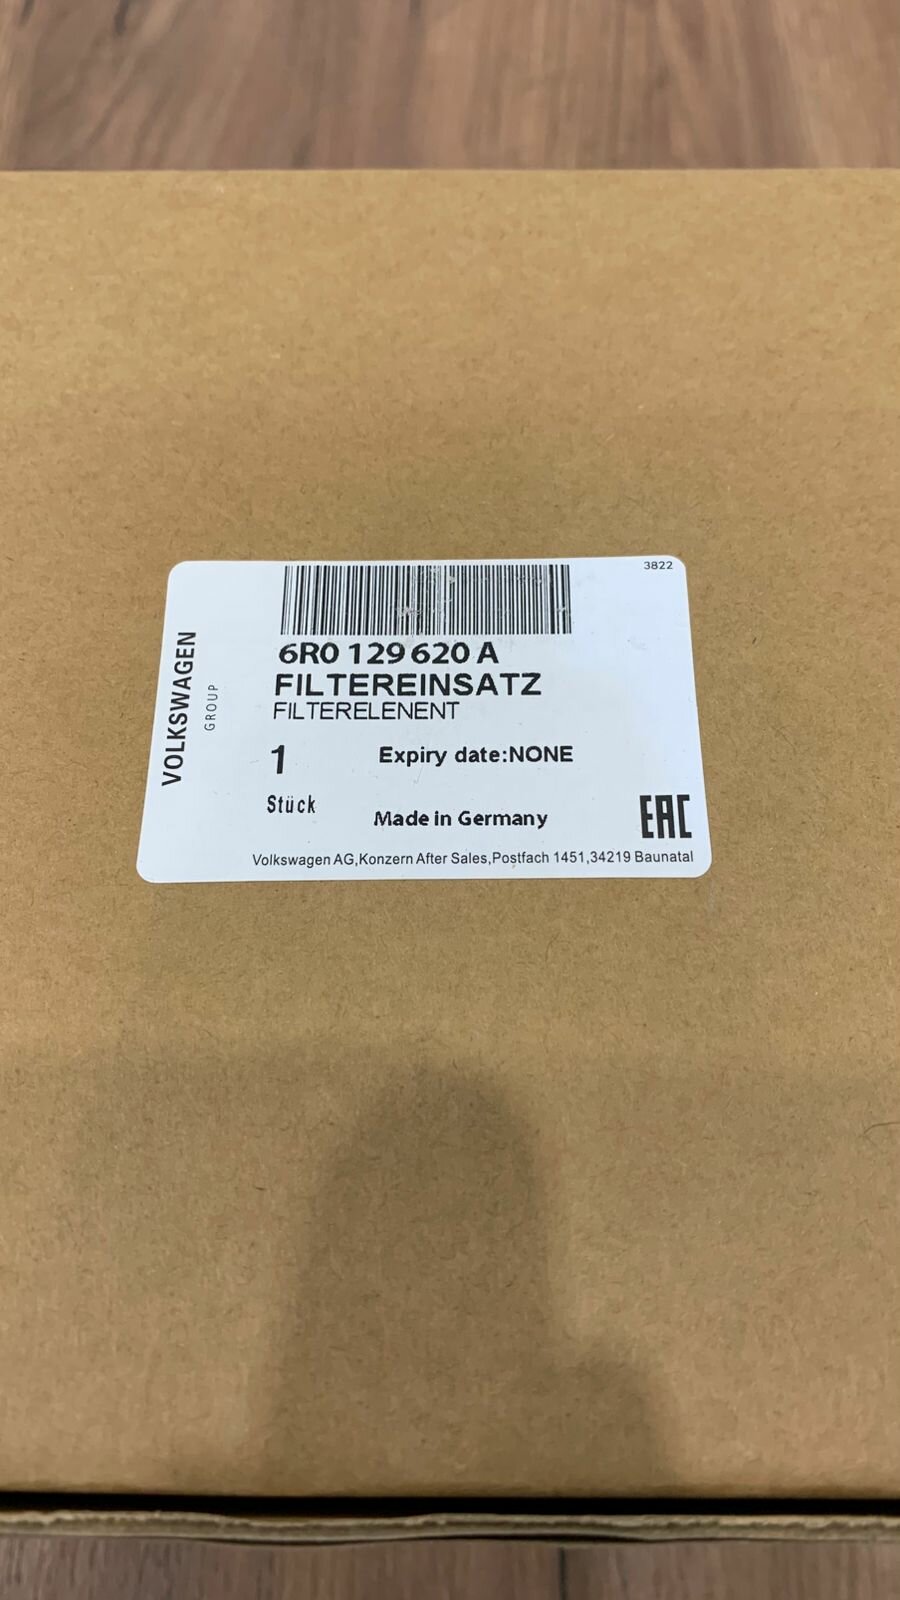 3822
VOLKSWAGEN
GROUP
6R0 129 620 A
FILTEREINSATZ
FILTERELENENT
1 Expiry date:NONE
Stück
Made in Germany
EAC
Volkswagen AG,Konzern After Sales,Postfach 1451,34219 Baunatal